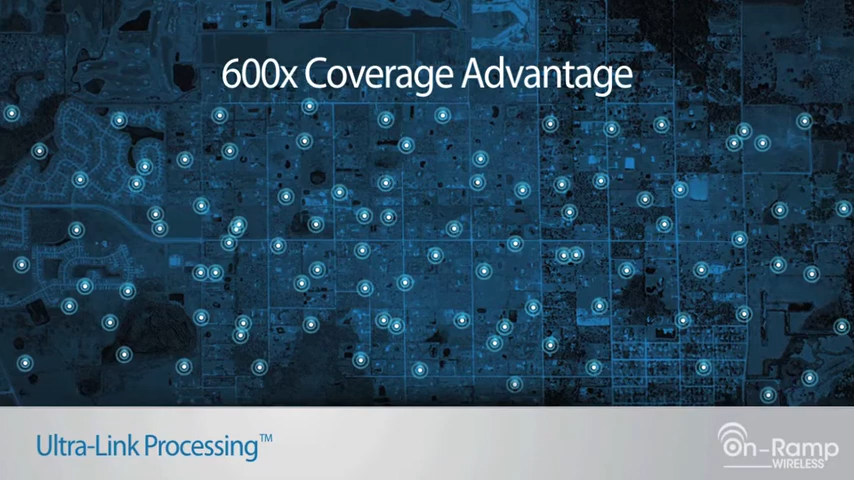 600x Coverage Advantage
Ultra-Link Processing™
On-Ramp
WIRELESS